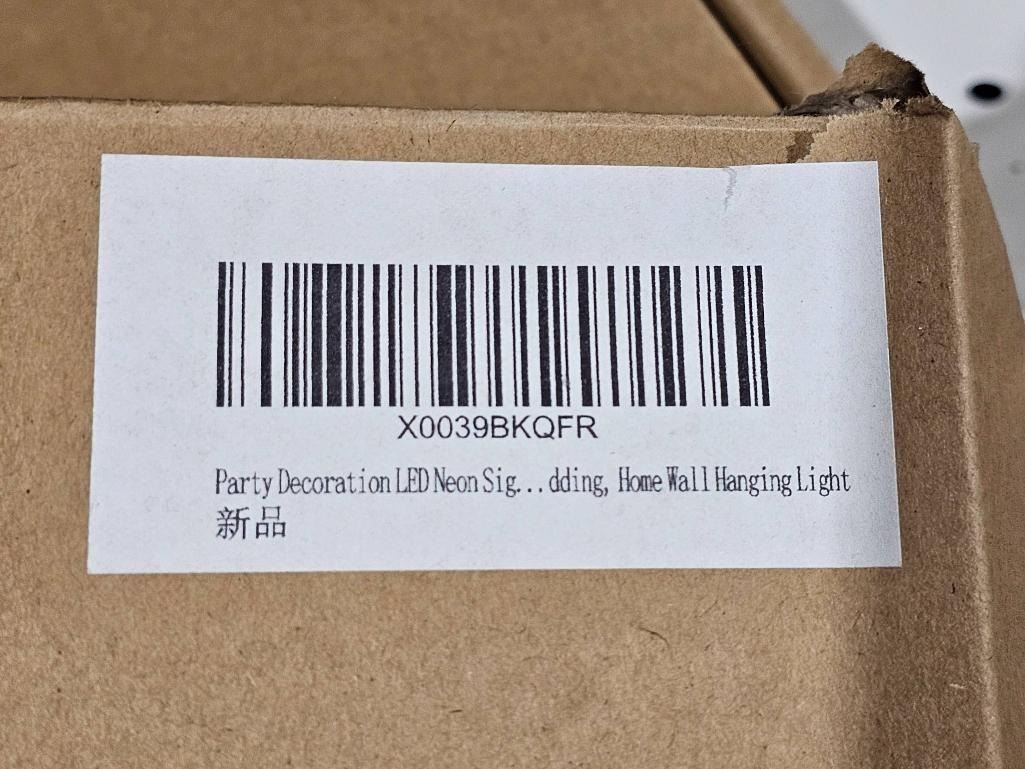 X0039BKQFR
Party Decoration LED Neon Sig...dding, Home Wall Hanging Light
新品